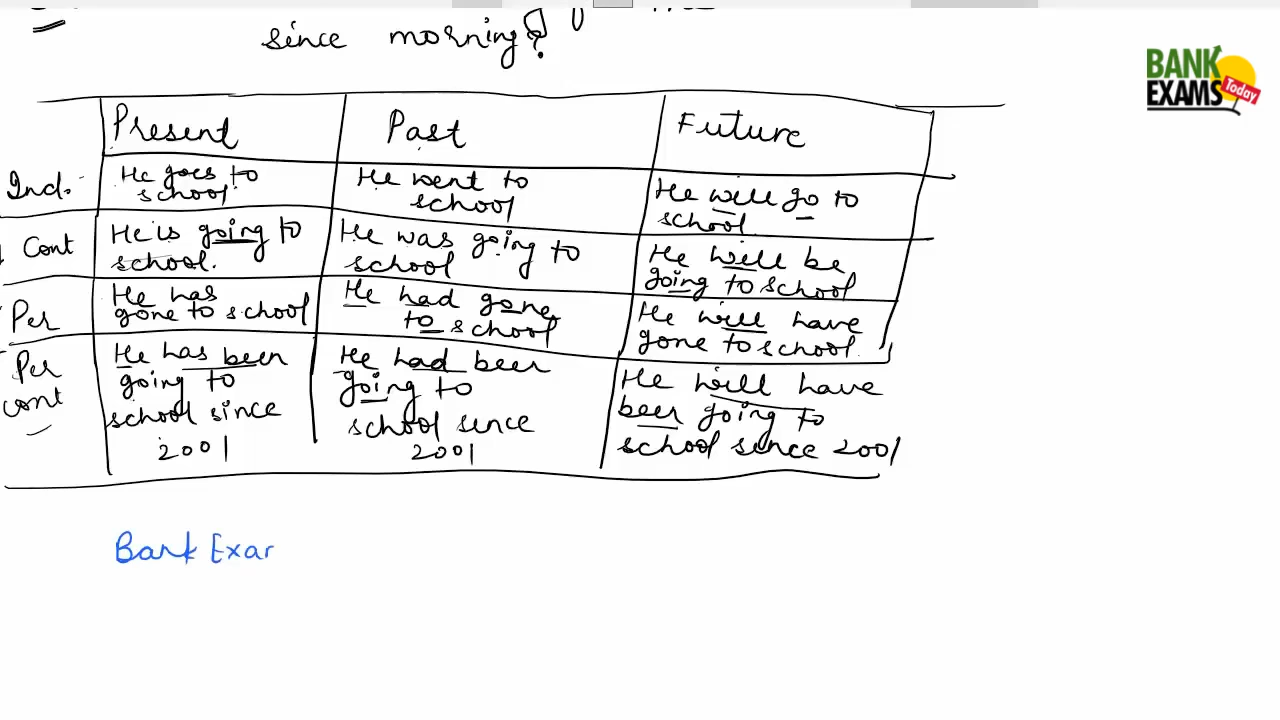 since morning?
BANK
EXAMS Today
Present Past Future
Ind. He goes to school He went to school He will go to school
Cont He is going to school. He was going to school He will be going to school
Per He has gone to school He had gone to school He will have gone to school.
Per cont He has been going to school since 2001 He had been going to school since 2001 He will have been going to school since 2001
Bank Exam